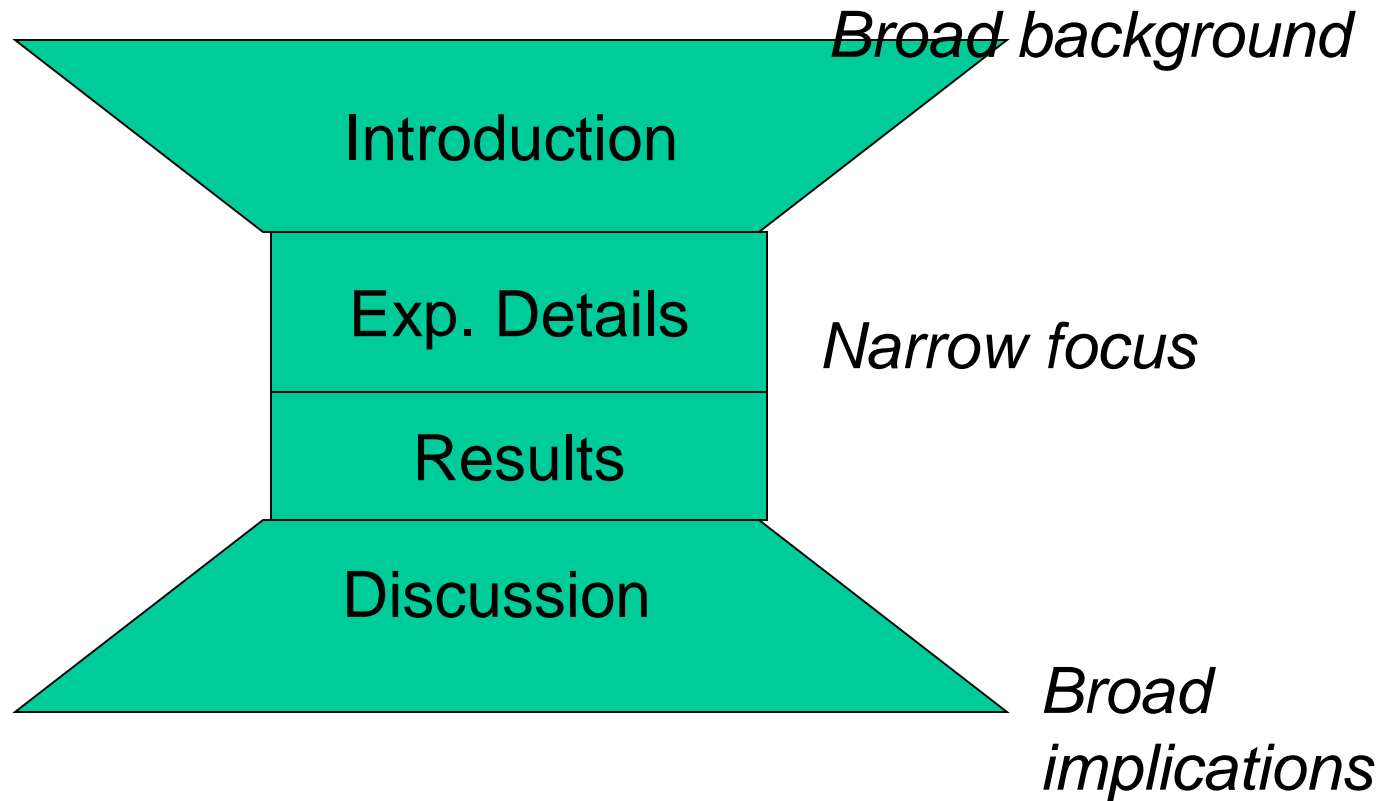 Broad background
Introduction
Exp. Details
Narrow focus
Results
Discussion
Broad
implications